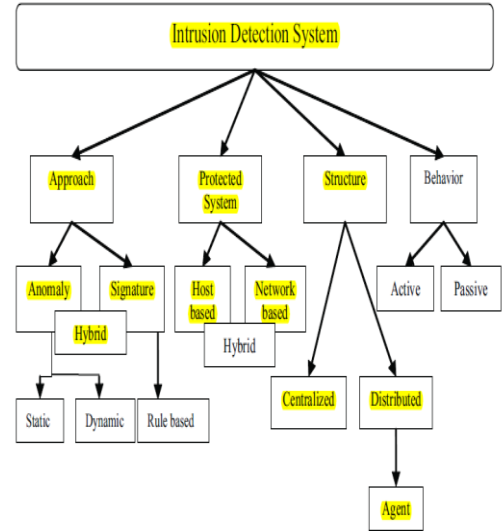 Intrusion Detection System
Approach
Protected
System
Structure
Behavior
Anomaly
Signature
Hybrid
Host
based
Network
based
Hybrid
Active
Passive
Centralized
Distributed
Static
Dynamic
Rule based
Agent